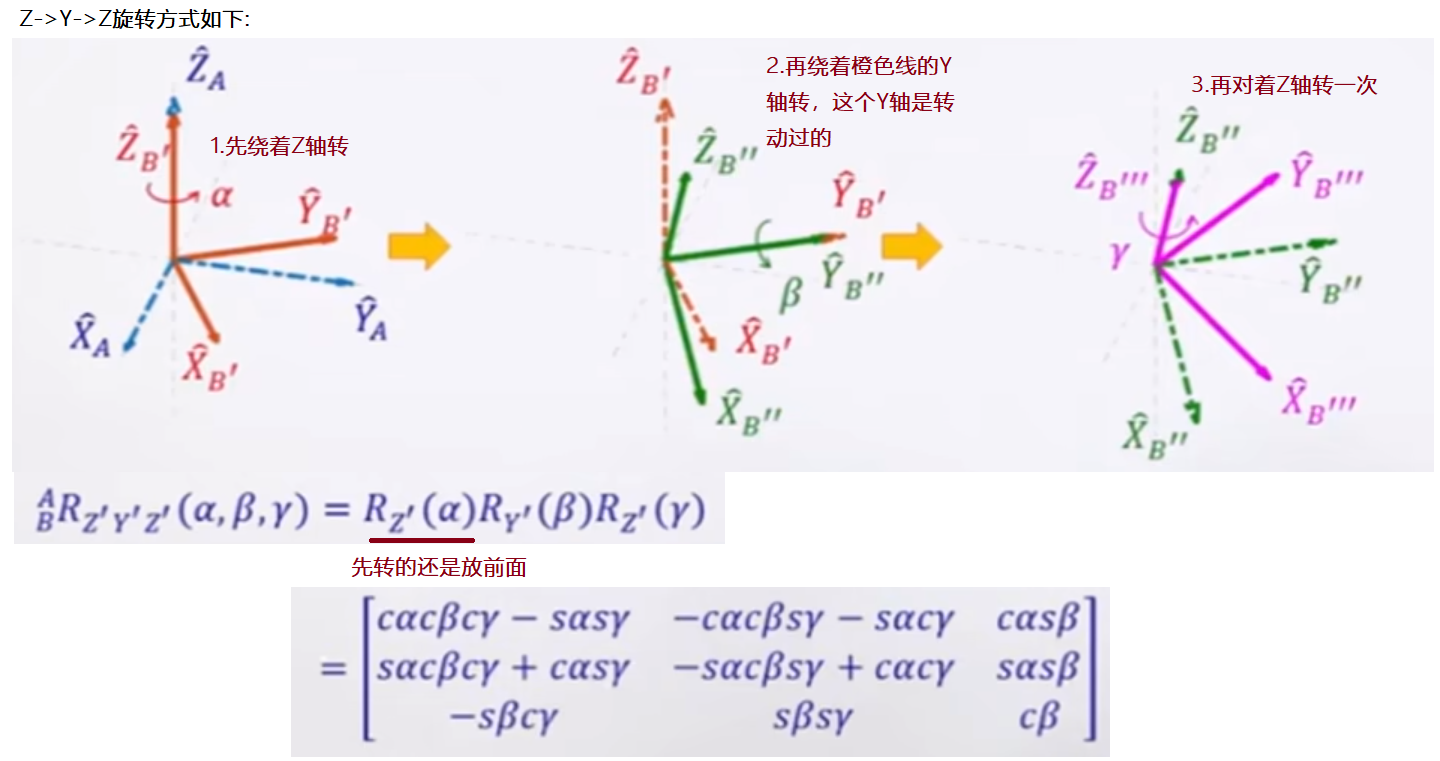 Z->Y->Z旋转方式如下:
Ẑ_A
Ẑ_B′
1.先绕着Z轴转
α
Ŷ_B′
X̂_A
Ŷ_A
X̂_B′
Ẑ_B′
2.再绕着橙色线的Y
轴转，这个Y轴是转
动过的
Ẑ_B″
Ŷ_B′
Ŷ_B″
β
X̂_B′
X̂_B″
3.再对着Z轴转一次
Ẑ_B″
Ẑ_B‴
Ŷ_B‴
γ
Ŷ_B″
X̂_B‴
X̂_B″
^A_B R_Z′Y′Z′(α,β,γ) = R_Z′(α)R_Y′(β)R_Z′(γ)
先转的还是放前面
= [cαcβcγ − sαsγ −cαcβsγ − sαcγ cαsβ
sαcβcγ + cαsγ −sαcβsγ + cαcγ sαsβ
−sβcγ sβsγ cβ]